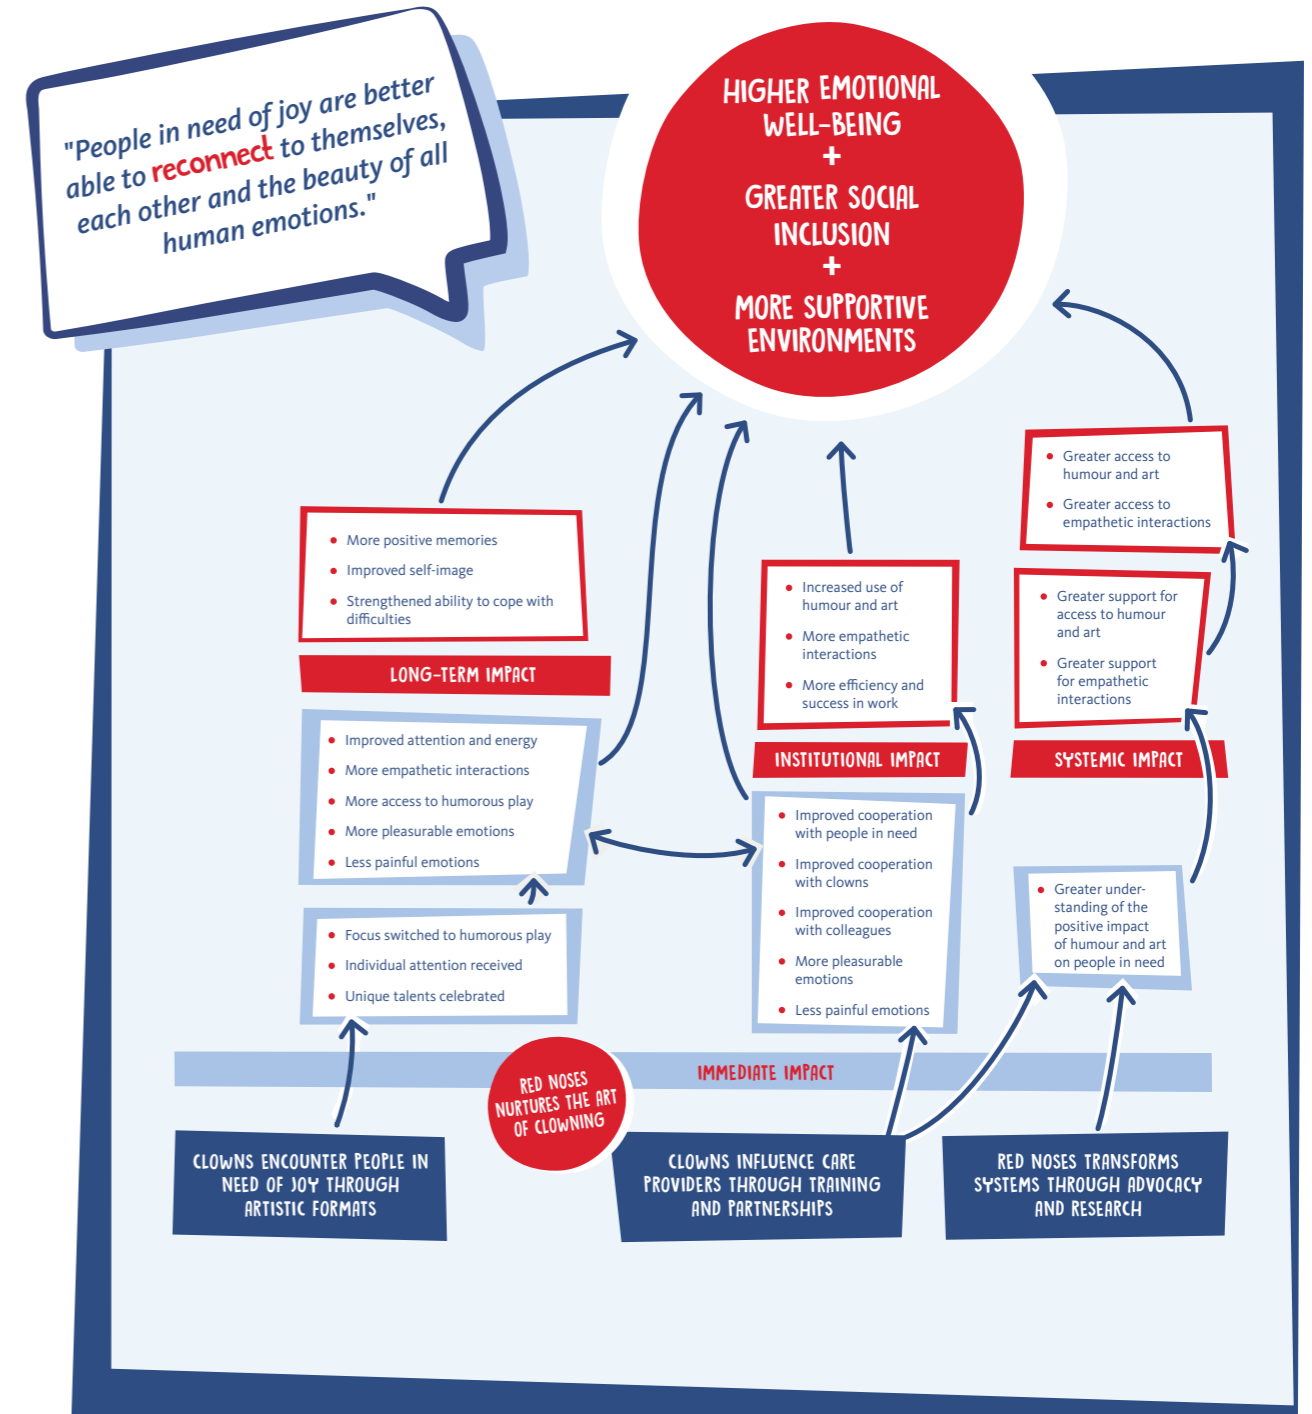 "People in need of joy are better
able to reconnect to themselves,
each other and the beauty of all
human emotions."
HIGHER EMOTIONAL
WELL-BEING
+
GREATER SOCIAL
INCLUSION
+
MORE SUPPORTIVE
ENVIRONMENTS
• More positive memories
• Improved self-image
• Strengthened ability to cope with
difficulties
LONG-TERM IMPACT
• Improved attention and energy
• More empathetic interactions
• More access to humorous play
• More pleasurable emotions
• Less painful emotions
• Focus switched to humorous play
• Individual attention received
• Unique talents celebrated
• Increased use of
humour and art
• More empathetic
interactions
• More efficiency and
success in work
INSTITUTIONAL IMPACT
• Improved cooperation
with people in need
• Improved cooperation
with clowns
• Improved cooperation
with colleagues
• More pleasurable
emotions
• Less painful emotions
• Greater access to
humour and art
• Greater access to
empathetic interactions
• Greater support for
access to humour
and art
• Greater support
for empathetic
interactions
SYSTEMIC IMPACT
• Greater under-
standing of the
positive impact
of humour and art
on people in need
IMMEDIATE IMPACT
RED NOSES
NURTURES THE ART
OF CLOWNING
CLOWNS ENCOUNTER PEOPLE IN
NEED OF JOY THROUGH
ARTISTIC FORMATS
CLOWNS INFLUENCE CARE
PROVIDERS THROUGH TRAINING
AND PARTNERSHIPS
RED NOSES TRANSFORMS
SYSTEMS THROUGH ADVOCACY
AND RESEARCH